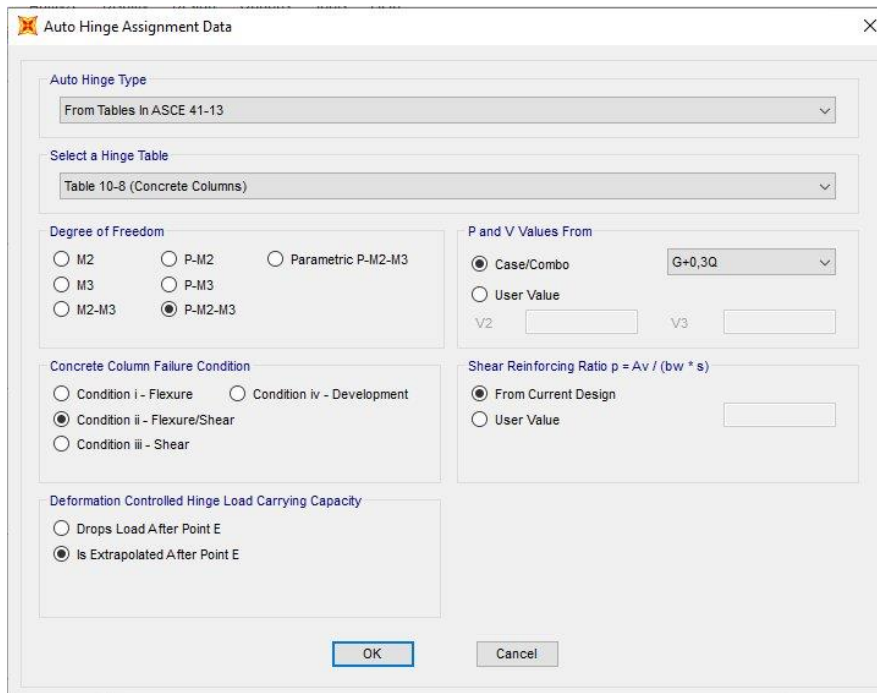 Auto Hinge Assignment Data
Auto Hinge Type
From Tables In ASCE 41-13
Select a Hinge Table
Table 10-8 (Concrete Columns)
Degree of Freedom
M2 P-M2 Parametric P-M2-M3
M3 P-M3
M2-M3 P-M2-M3
P and V Values From
Case/Combo G+0,3Q
User Value
V2 V3
Concrete Column Failure Condition
Condition i - Flexure Condition iv - Development
Condition ii - Flexure/Shear
Condition iii - Shear
Shear Reinforcing Ratio p = Av / (bw * s)
From Current Design
User Value
Deformation Controlled Hinge Load Carrying Capacity
Drops Load After Point E
Is Extrapolated After Point E
OK Cancel